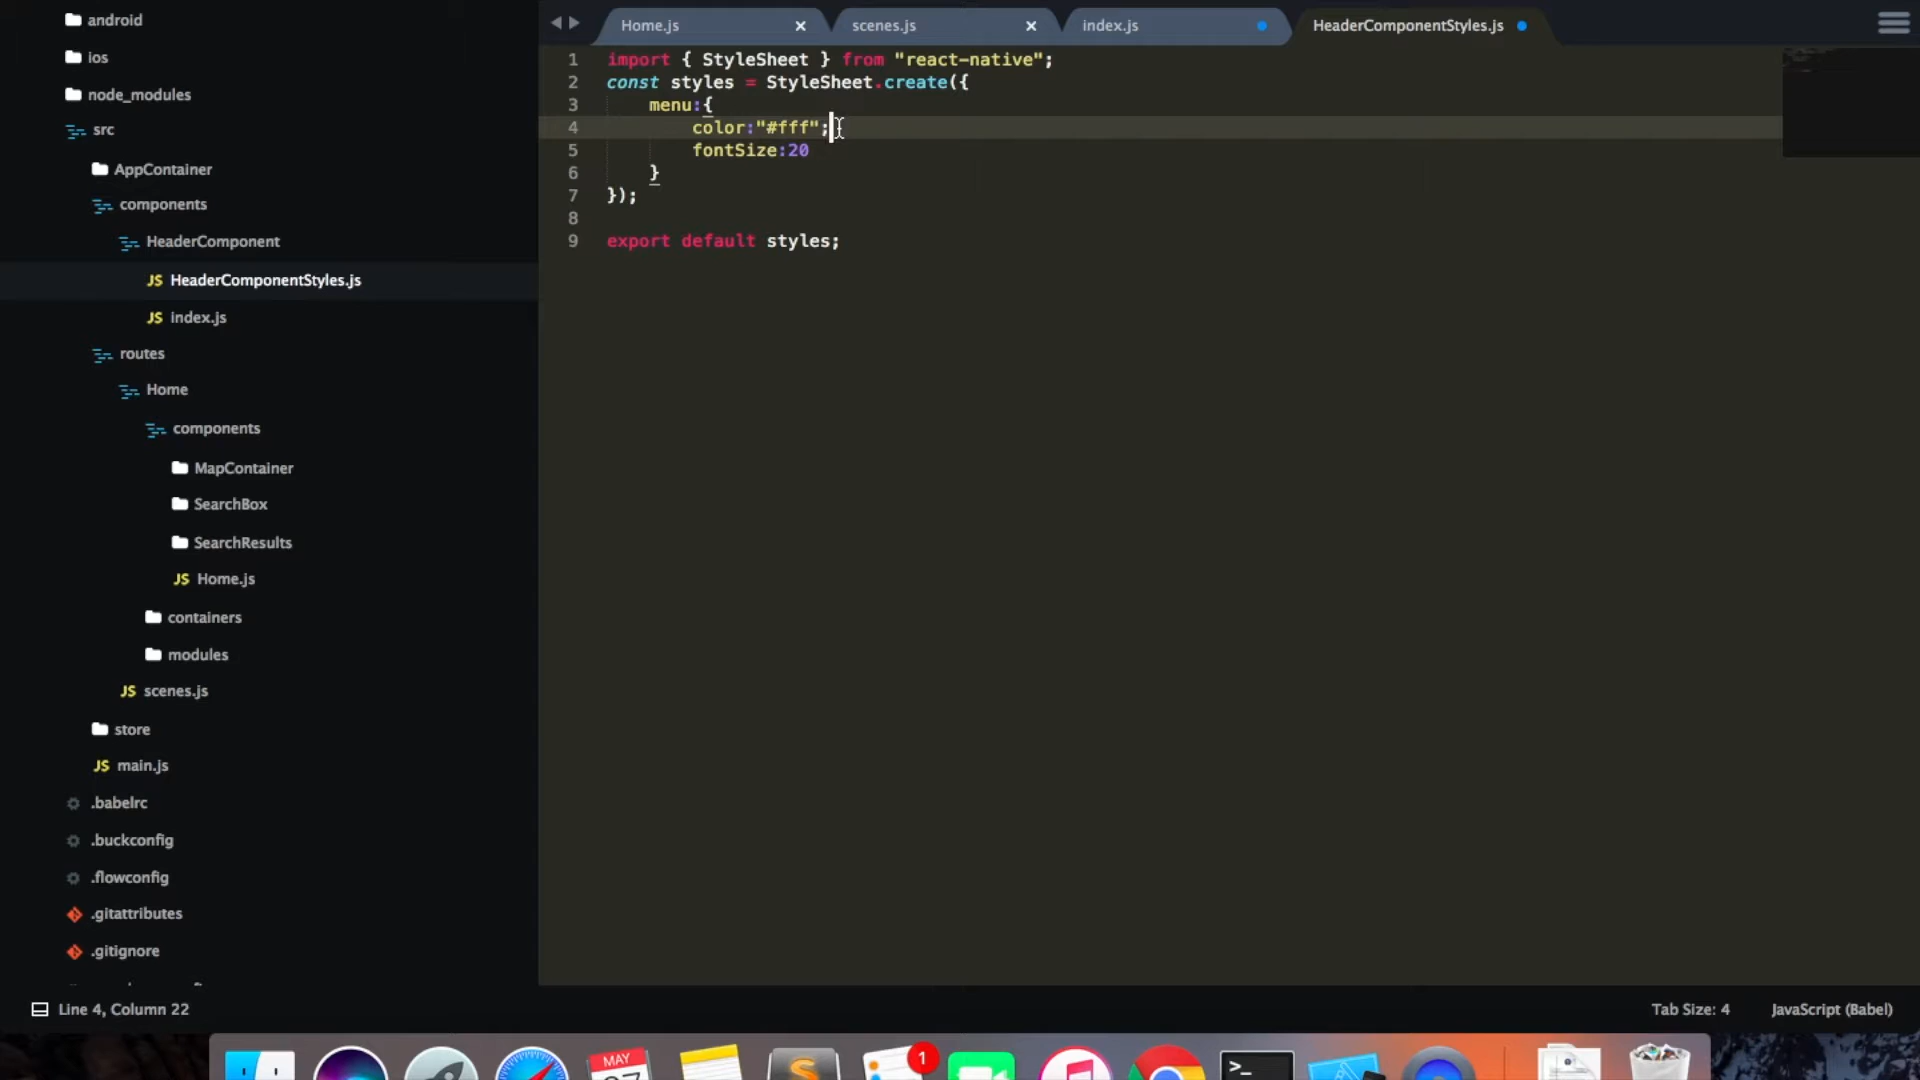 android
ios
node_modules
src
AppContainer
components
HeaderComponent
JS HeaderComponentStyles.js
JS index.js
routes
Home
components
MapContainer
SearchBox
SearchResults
JS Home.js
containers
modules
JS scenes.js
store
JS main.js
.babelrc
.buckconfig
.flowconfig
.gitattributes
.gitignore
Home.js
scenes.js
index.js
HeaderComponentStyles.js
1 import { StyleSheet } from "react-native";
2 const styles = StyleSheet.create({
3 menu:{
4 color:"#fff";
5 fontSize:20
6 }
7 });
8
9 export default styles;
Line 4, Column 22
Tab Size: 4
JavaScript (Babel)
MAY
1
>_